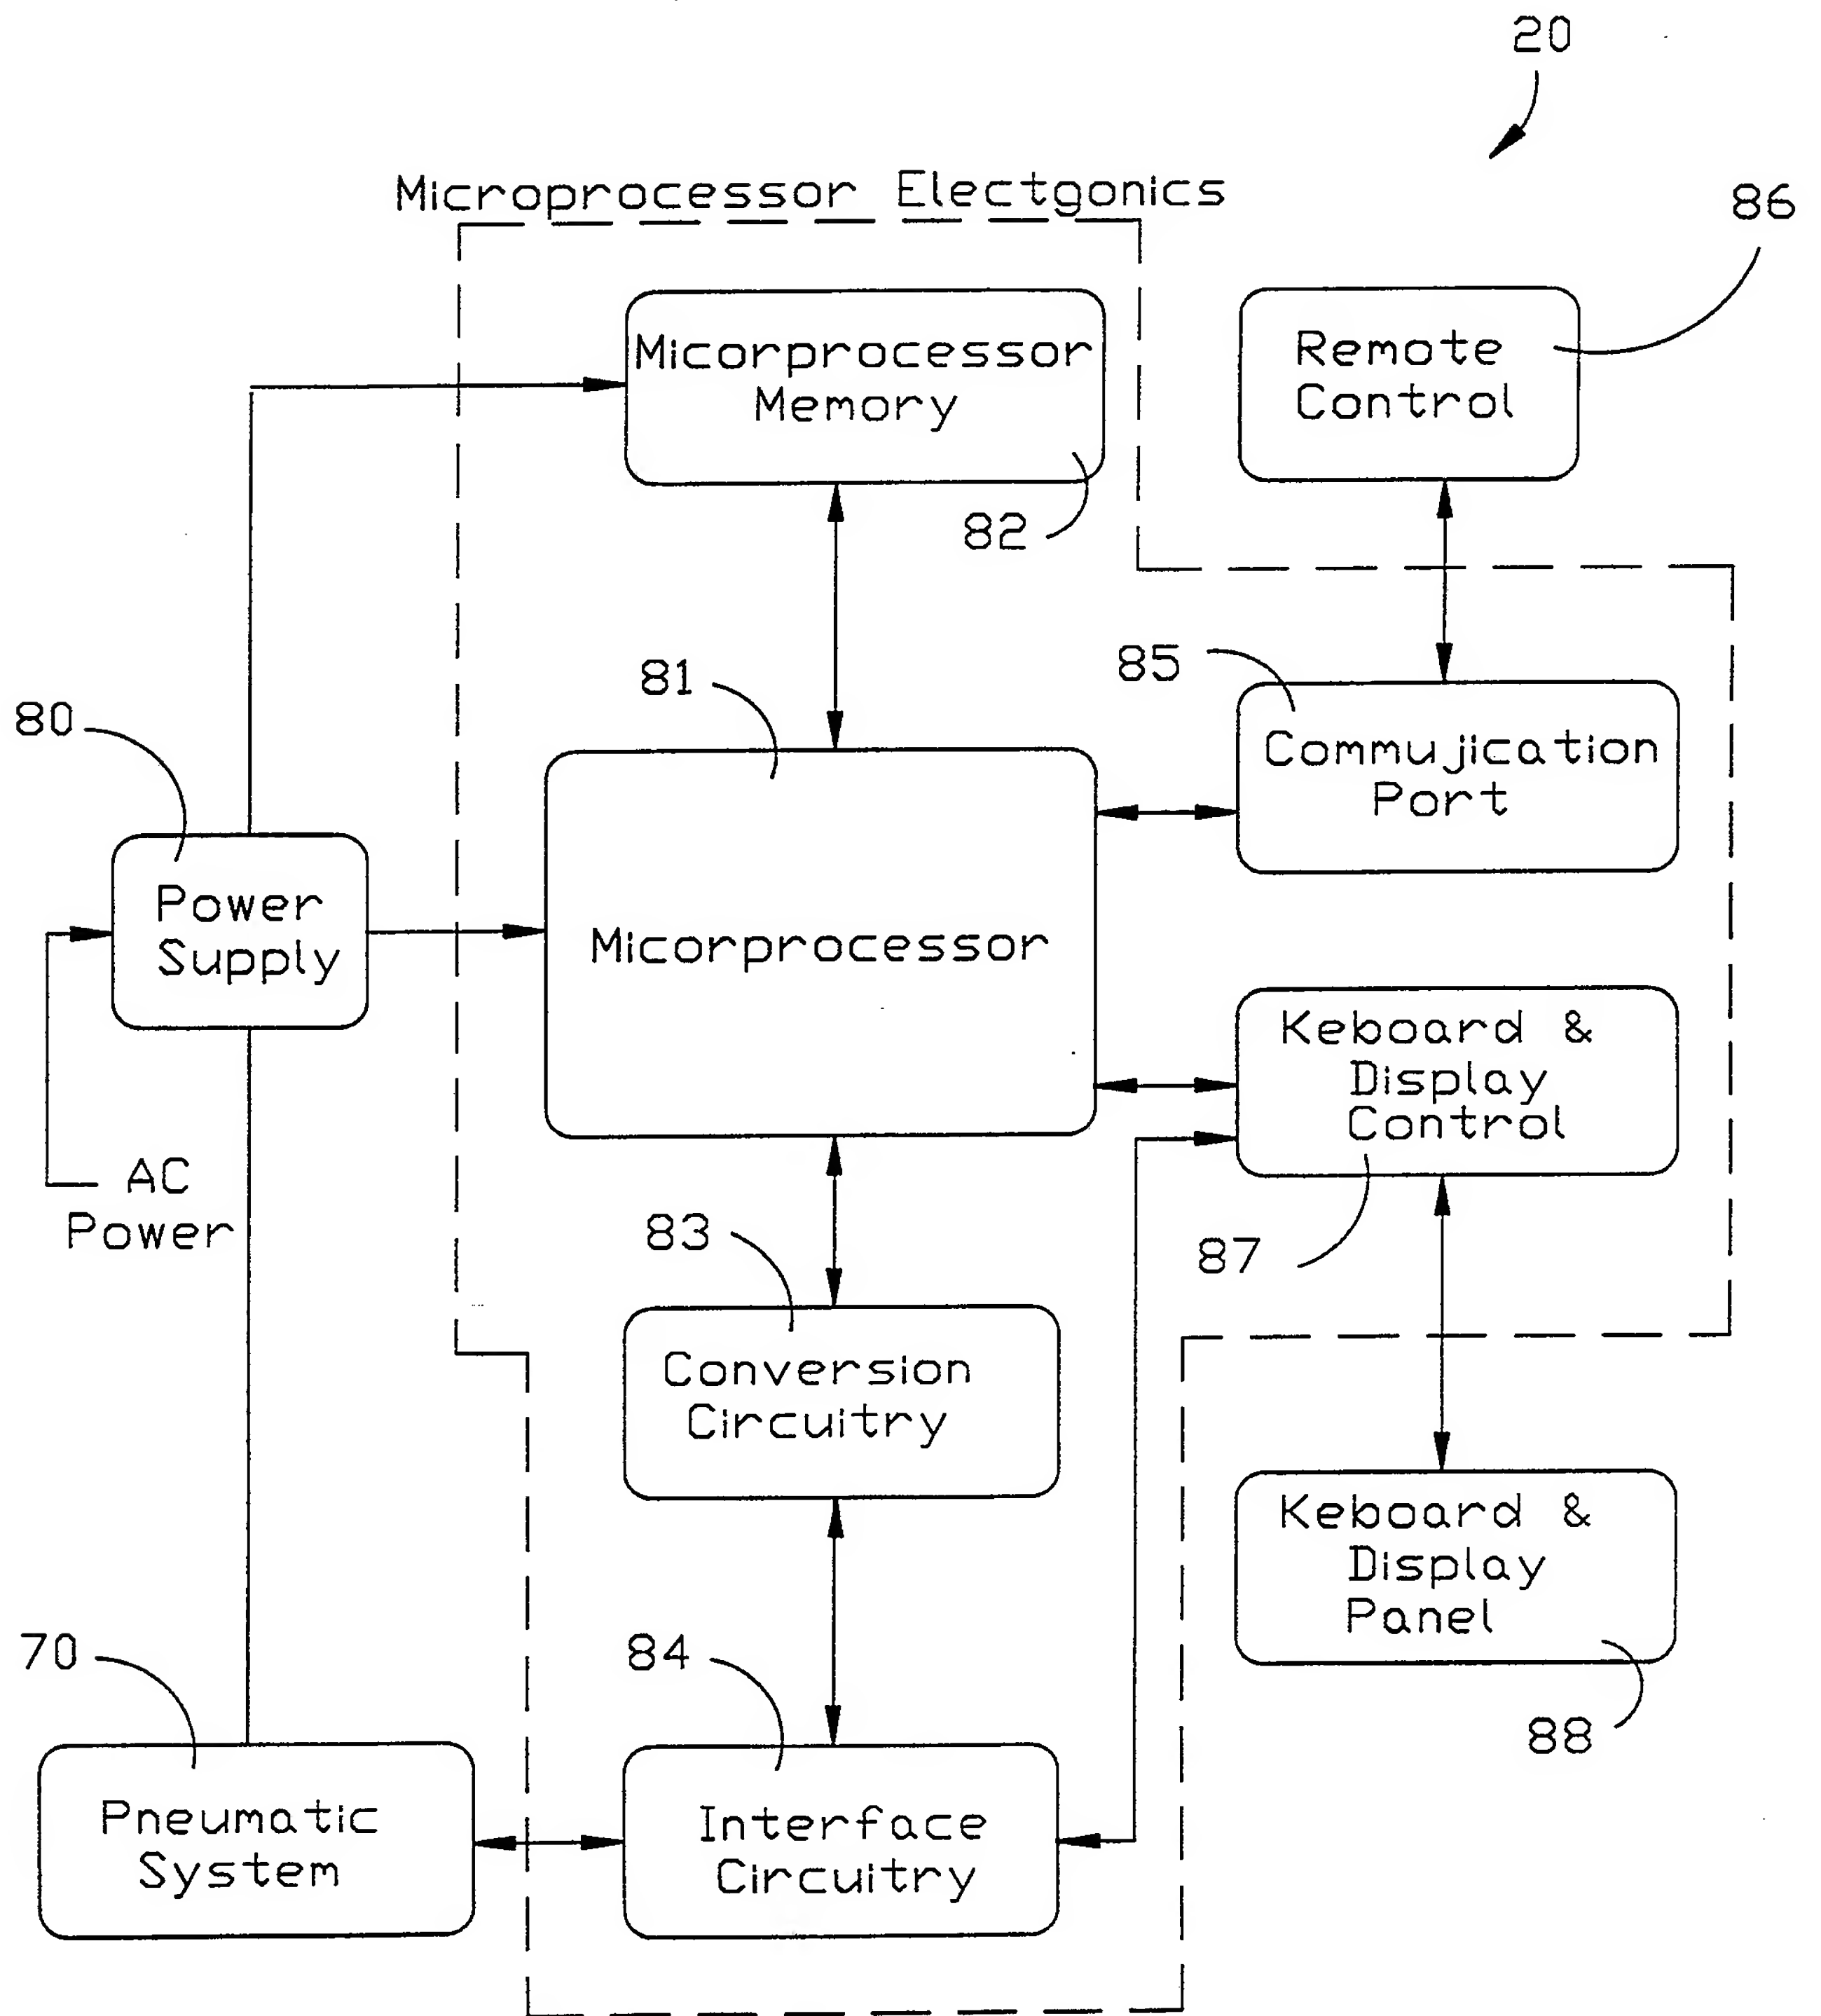 20
Microprocessor Electgonics
86
Micorprocessor
Memory
82
Remote
Control
81
85
Commujication
Port
80
Power
Supply
Micorprocessor
Keboard &
Display
Control
87
AC
Power
83
Conversion
Circuitry
Keboard &
Display
Panel
88
70
84
Pneumatic
System
Interface
Circuitry